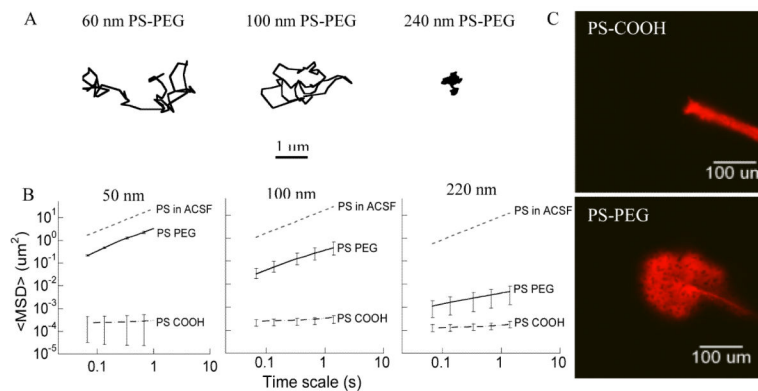 A
60 nm PS-PEG
100 nm PS-PEG
240 nm PS-PEG
1 um
B
50 nm
100 nm
220 nm
<MSD> (um²)
10¹
10⁰
10⁻¹
10⁻²
10⁻³
10⁻⁴
10⁻⁵
PS in ACSF
PS PEG
PS COOH
PS in ACSF
PS PEG
PS COOH
PS in ACSF
PS PEG
PS COOH
0.1 1 10
0.1 1 10
0.1 1 10
Time scale (s)
C
PS-COOH
100 um
PS-PEG
100 um